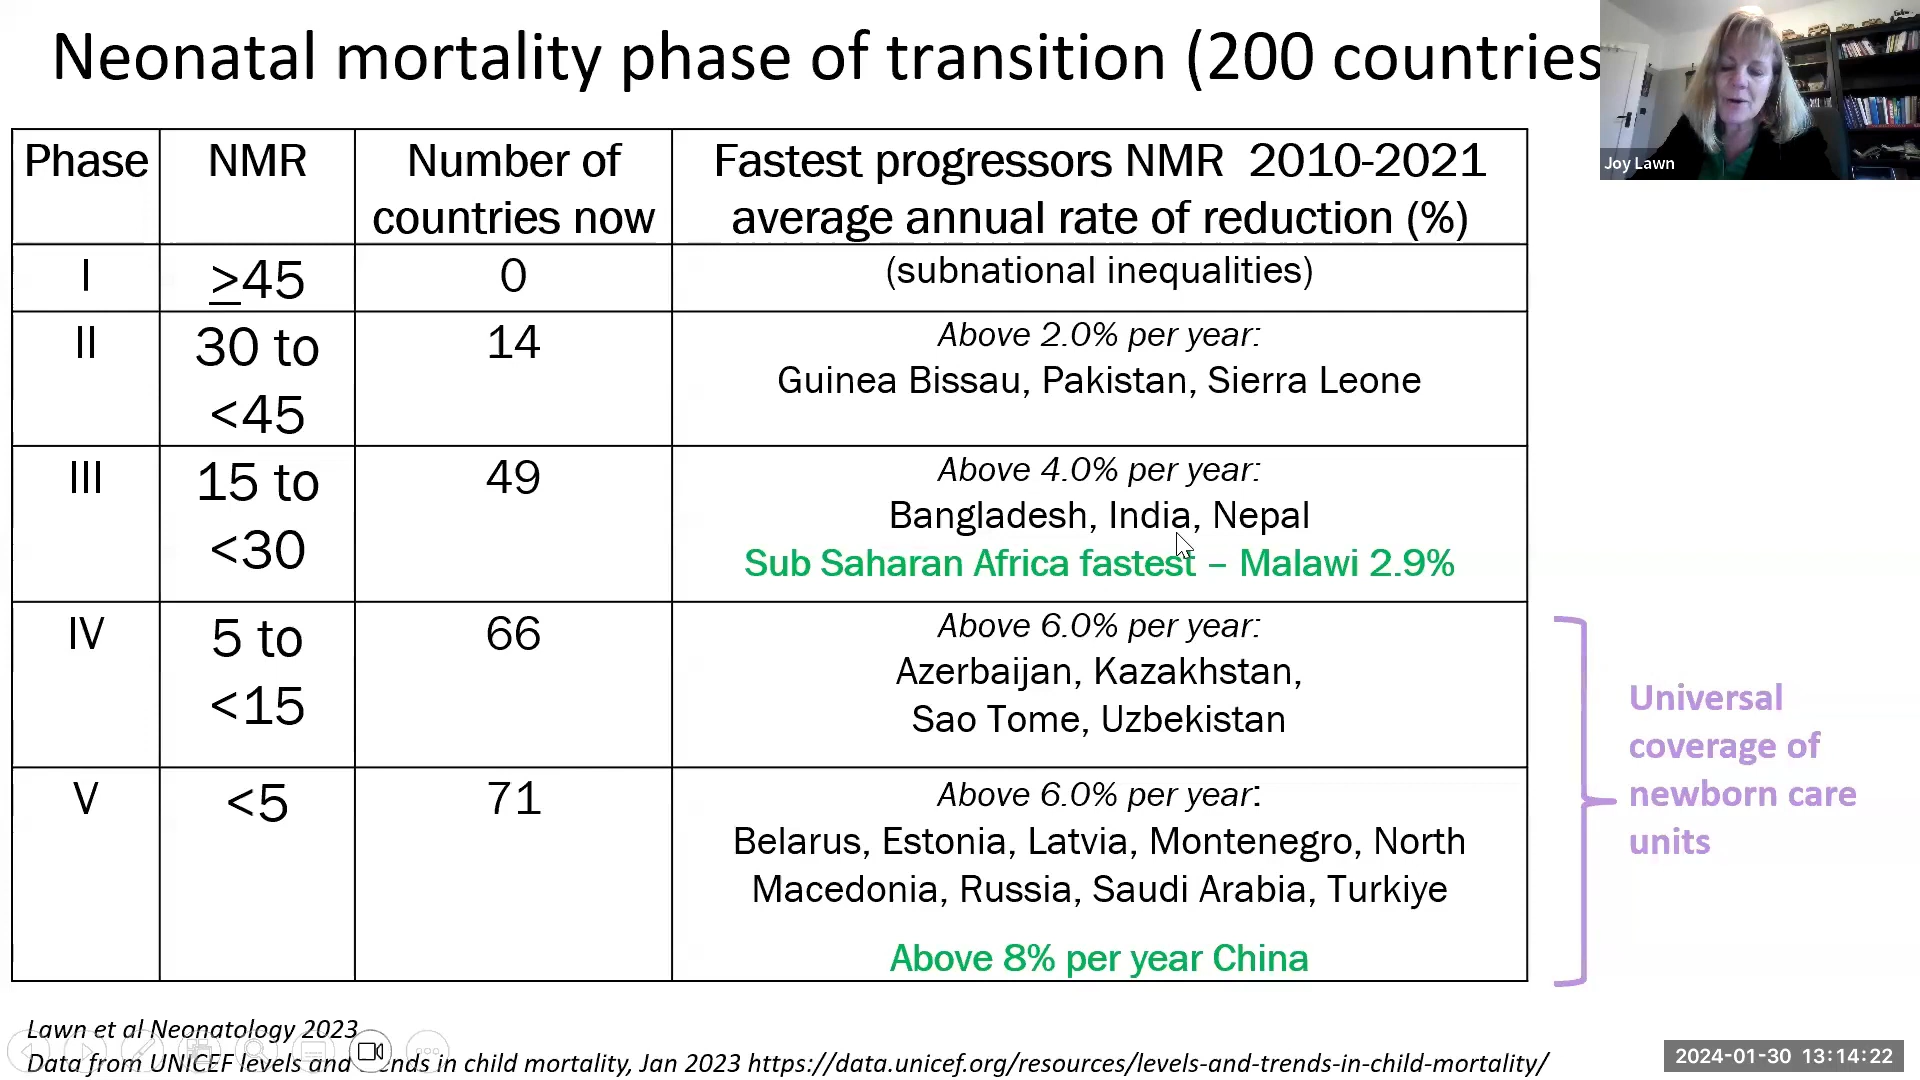 Neonatal mortality phase of transition (200 countries
Joy Lawn
Phase NMR Number of countries now Fastest progressors NMR 2010-2021 average annual rate of reduction (%)
I ≥45 0 (subnational inequalities)
II 30 to <45 14 Above 2.0% per year:
Guinea Bissau, Pakistan, Sierra Leone
III 15 to <30 49 Above 4.0% per year:
Bangladesh, India, Nepal
Sub Saharan Africa fastest – Malawi 2.9%
IV 5 to <15 66 Above 6.0% per year:
Azerbaijan, Kazakhstan,
Sao Tome, Uzbekistan
V <5 71 Above 6.0% per year:
Belarus, Estonia, Latvia, Montenegro, North
Macedonia, Russia, Saudi Arabia, Turkiye
Above 8% per year China
Universal
coverage of
newborn care
units
Lawn et al Neonatology 2023
Data from UNICEF levels and trends in child mortality, Jan 2023 https://data.unicef.org/resources/levels-and-trends-in-child-mortality/
2024-01-30 13:14:22